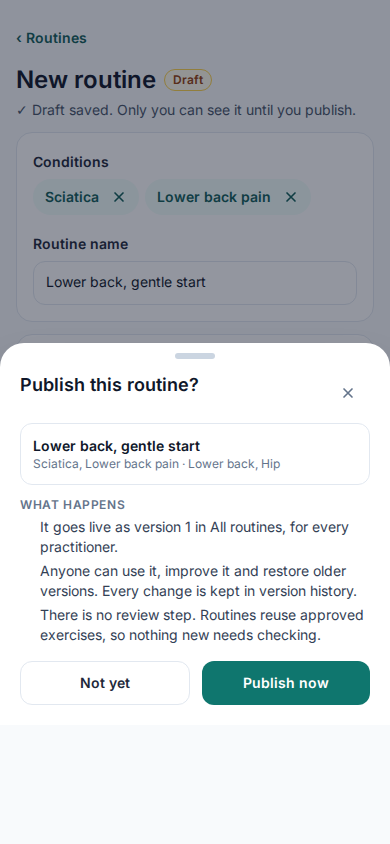 ‹ Routines
New routine Draft
✓ Draft saved. Only you can see it until you publish.
Conditions
Sciatica ✕ Lower back pain ✕
Routine name
Lower back, gentle start
Publish this routine?
✕
Lower back, gentle start
Sciatica, Lower back pain · Lower back, Hip
WHAT HAPPENS
It goes live as version 1 in All routines, for every
practitioner.
Anyone can use it, improve it and restore older
versions. Every change is kept in version history.
There is no review step. Routines reuse approved
exercises, so nothing new needs checking.
Not yet Publish now